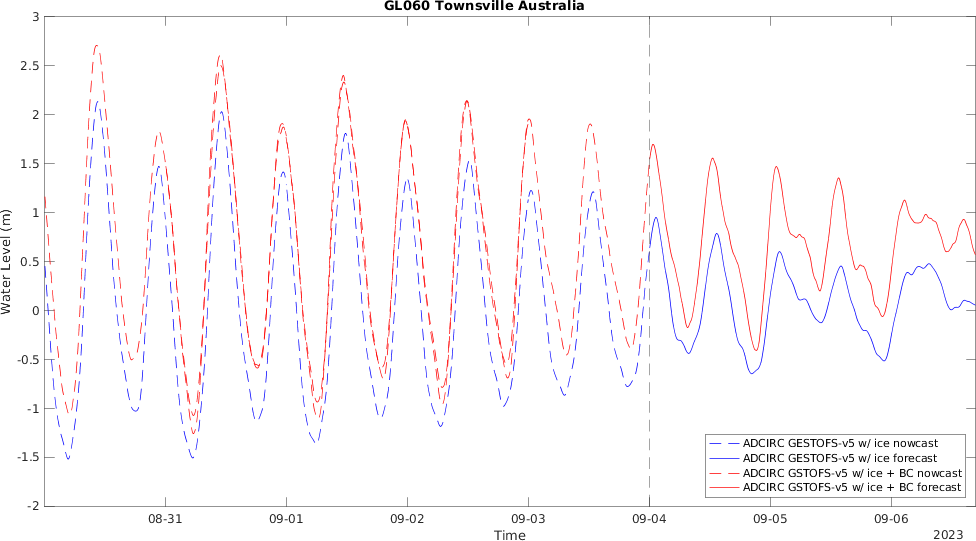 GL060 Townsville Australia
3
2.5
2
1.5
1
0.5
0
-0.5
-1
-1.5
-2
Water Level (m)
ADCIRC GESTOFS-v5 w/ ice nowcast
ADCIRC GESTOFS-v5 w/ ice forecast
ADCIRC GSTOFS-v5 w/ ice + BC nowcast
ADCIRC GSTOFS-v5 w/ ice + BC forecast
08-31 09-01 09-02 09-03 09-04 09-05 09-06
Time
2023